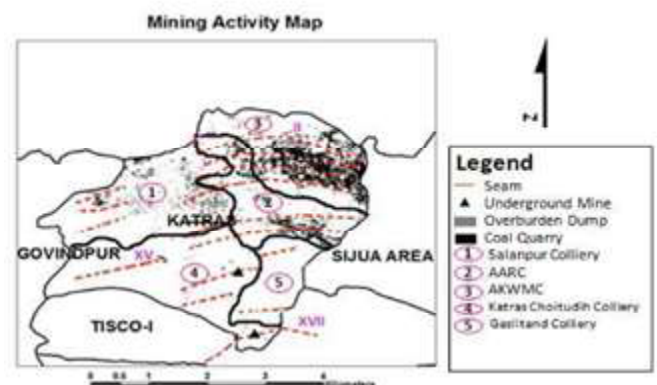 Mining Activity Map
3
II
1
2
KATRAS
GOVINDPUR
XV
SIJUA AREA
4
5
TISCO-I
XVII
N
Legend
Seam
Underground Mine
Overburden Dump
Coal Quarry
1 Salanpur Colliery
2 AARC
3 AKWMC
4 Katras Choitudih Colliery
5 Gaslitand Colliery
0 0.5 1 2 3 4